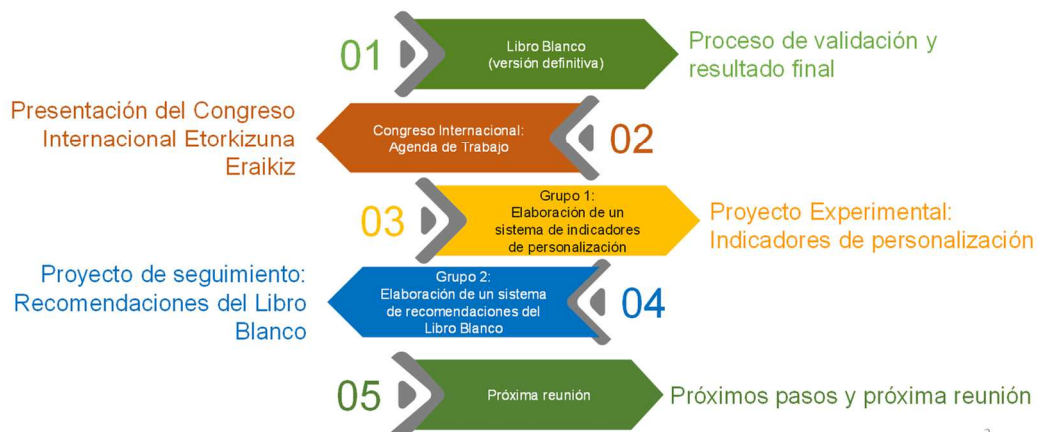 01
Libro Blanco
(versión definitiva)
Proceso de validación y
resultado final
Presentación del Congreso
Internacional Etorkizuna
Eraikiz
Congreso Internacional:
Agenda de Trabajo
02
03
Grupo 1:
Elaboración de un
sistema de indicadores
de personalización
Proyecto Experimental:
Indicadores de personalización
Proyecto de seguimiento:
Recomendaciones del Libro
Blanco
Grupo 2:
Elaboración de un sistema
de recomendaciones del
Libro Blanco
04
05
Próxima reunión
Próximos pasos y próxima reunión